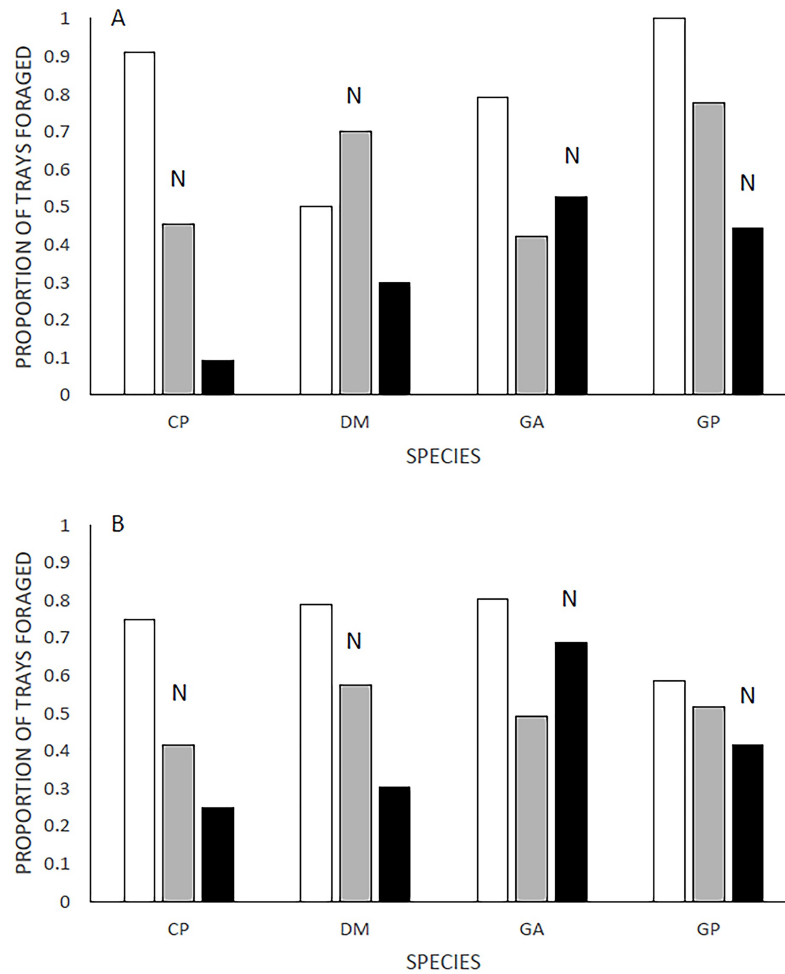 A
PROPORTION OF TRAYS FORAGED
1
0.9
0.8
0.7
0.6
0.5
0.4
0.3
0.2
0.1
0
N
N
N
N
CP DM GA GP
SPECIES
B
PROPORTION OF TRAYS FORAGED
1
0.9
0.8
0.7
0.6
0.5
0.4
0.3
0.2
0.1
0
N
N
N
N
CP DM GA GP
SPECIES